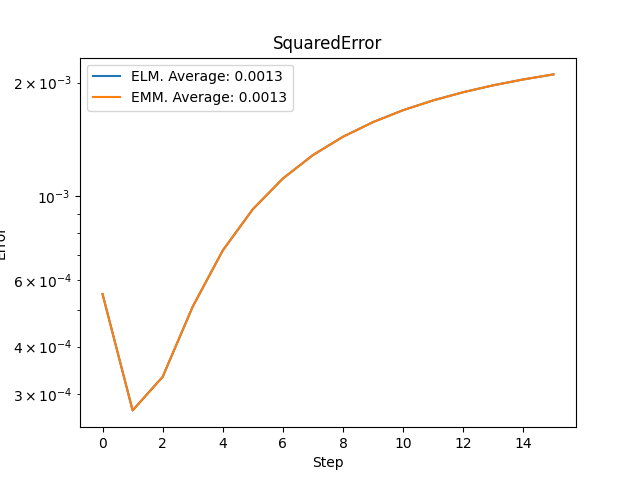 SquaredError
ELM. Average: 0.0013
EMM. Average: 0.0013
2 × 10⁻³
10⁻³
6 × 10⁻⁴
4 × 10⁻⁴
3 × 10⁻⁴
0 2 4 6 8 10 12 14
Step